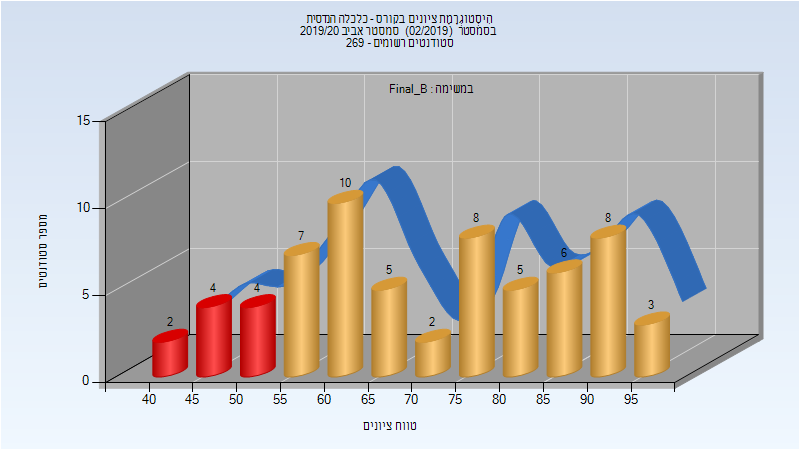 היסטוגרמת ציונים בקורס - כלכלה הנדסית
בסמסטר (02/2019) סמסטר אביב 2019/20
סטודנטים רשומים - 269
במשימה : Final_B
מספר סטודנטים
15
10
5
0
2
4
4
7
10
5
2
8
5
6
8
3
40 45 50 55 60 65 70 75 80 85 90 95
טווח ציונים